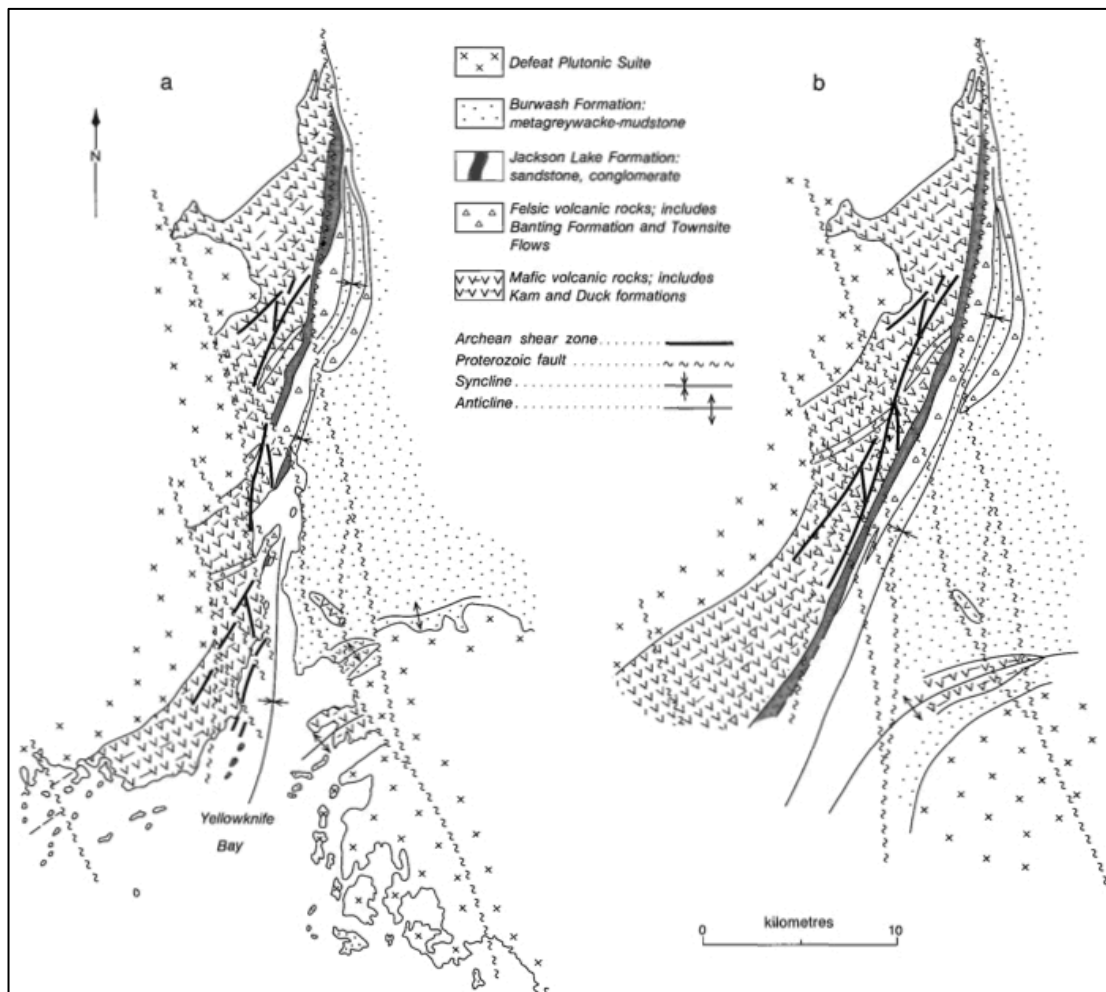 a
b
N
Defeat Plutonic Suite
Burwash Formation:
metagreywacke-mudstone
Jackson Lake Formation:
sandstone, conglomerate
Felsic volcanic rocks; includes
Banting Formation and Townsite
Flows
Mafic volcanic rocks; includes
Kam and Duck formations
Archean shear zone
Proterozoic fault
Syncline
Anticline
Yellowknife
Bay
kilometres
0 10